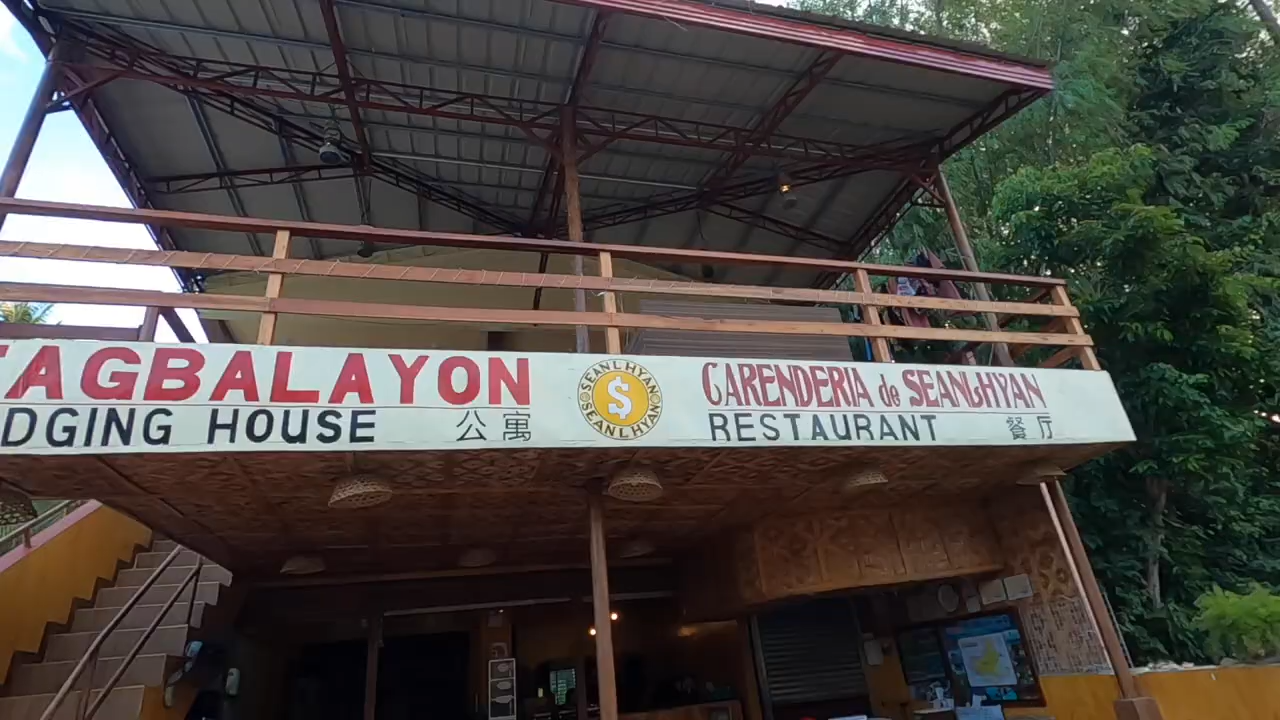 TAGBALAYON
DGING HOUSE 公寓
SEANLHYAN
$
SEANLHYAN
CARENDERIA de SEANLHYAN
RESTAURANT 餐厅